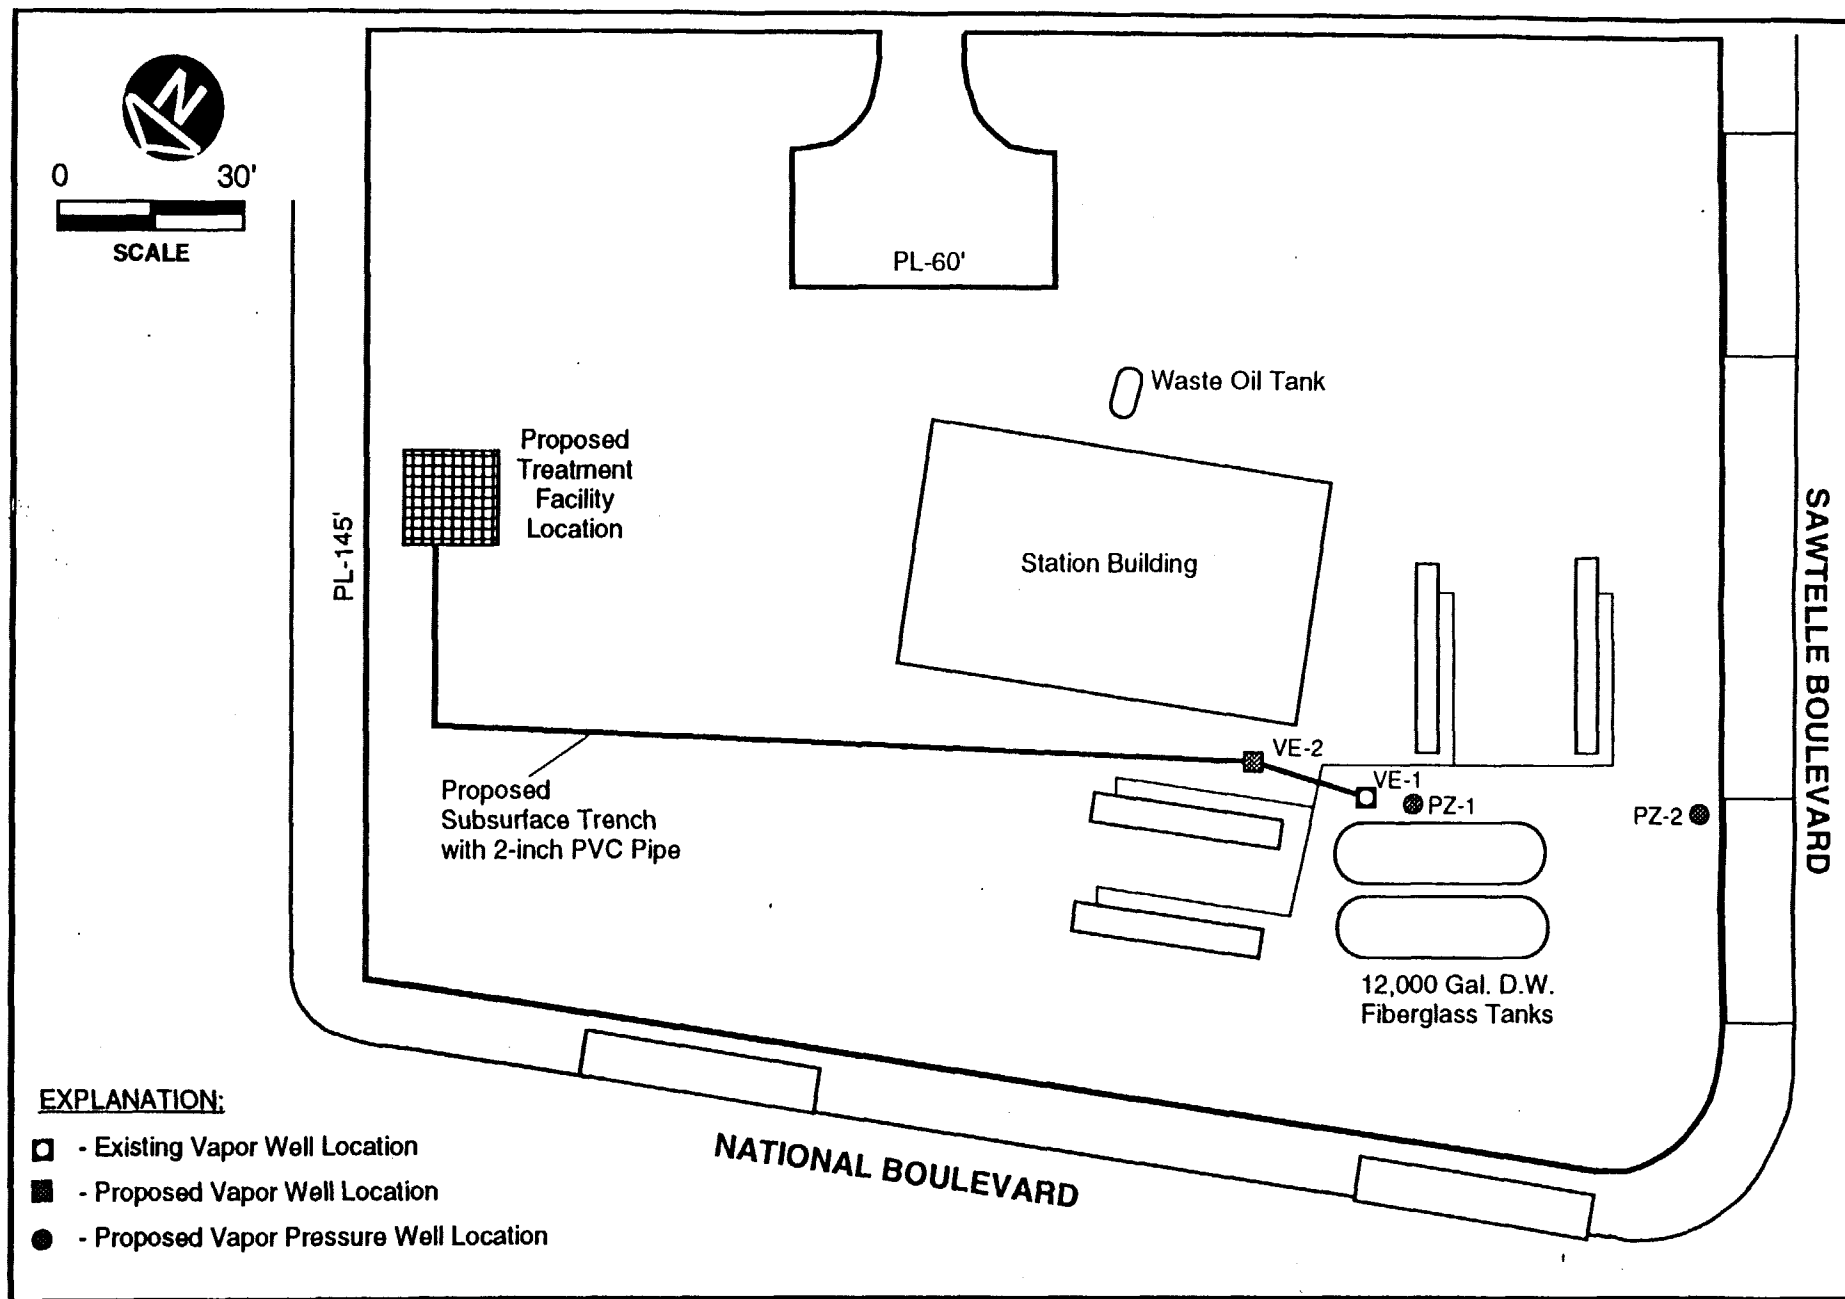 N
0 30'
SCALE
PL-60'
Waste Oil Tank
Proposed
Treatment
Facility
Location
PL-145'
Station Building
SAWTELLE BOULEVARD
VE-2
VE-1
PZ-1
PZ-2
Proposed
Subsurface Trench
with 2-inch PVC Pipe
12,000 Gal. D.W.
Fiberglass Tanks
NATIONAL BOULEVARD
EXPLANATION:
- Existing Vapor Well Location
- Proposed Vapor Well Location
- Proposed Vapor Pressure Well Location